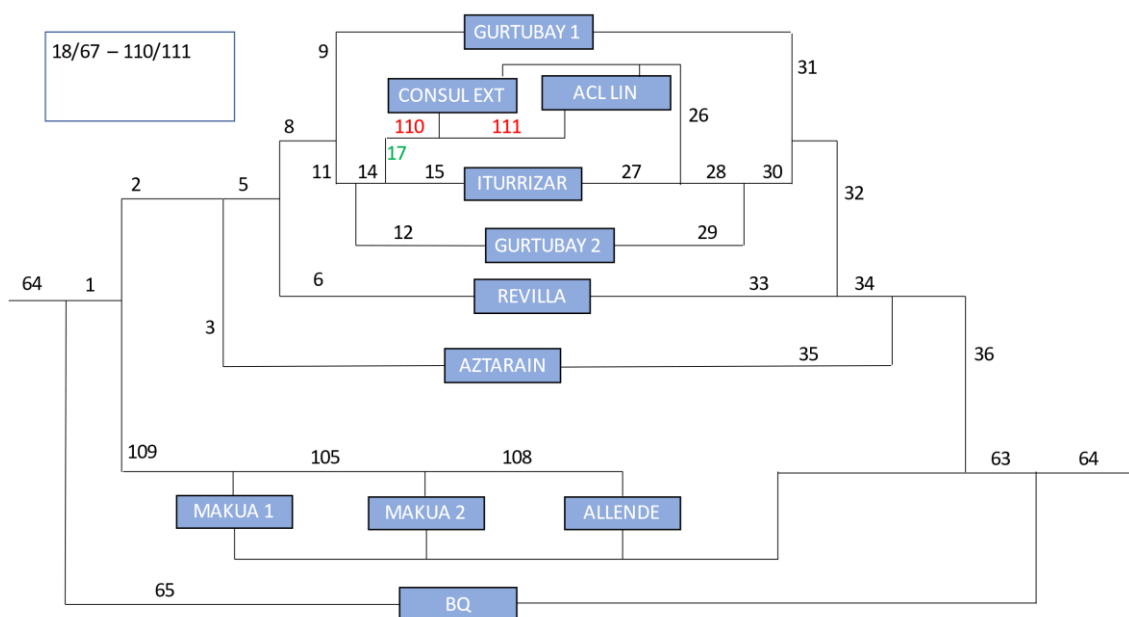 18/67 – 110/111
GURTUBAY 1
9
31
CONSUL EXT
ACL LIN
26
110
111
8
17
11
14
15
ITURRIZAR
27
28
30
2
5
32
12
GURTUBAY 2
29
64
1
6
REVILLA
33
34
3
35
36
AZTARAIN
109
105
108
63
64
MAKUA 1
MAKUA 2
ALLENDE
65
BQ